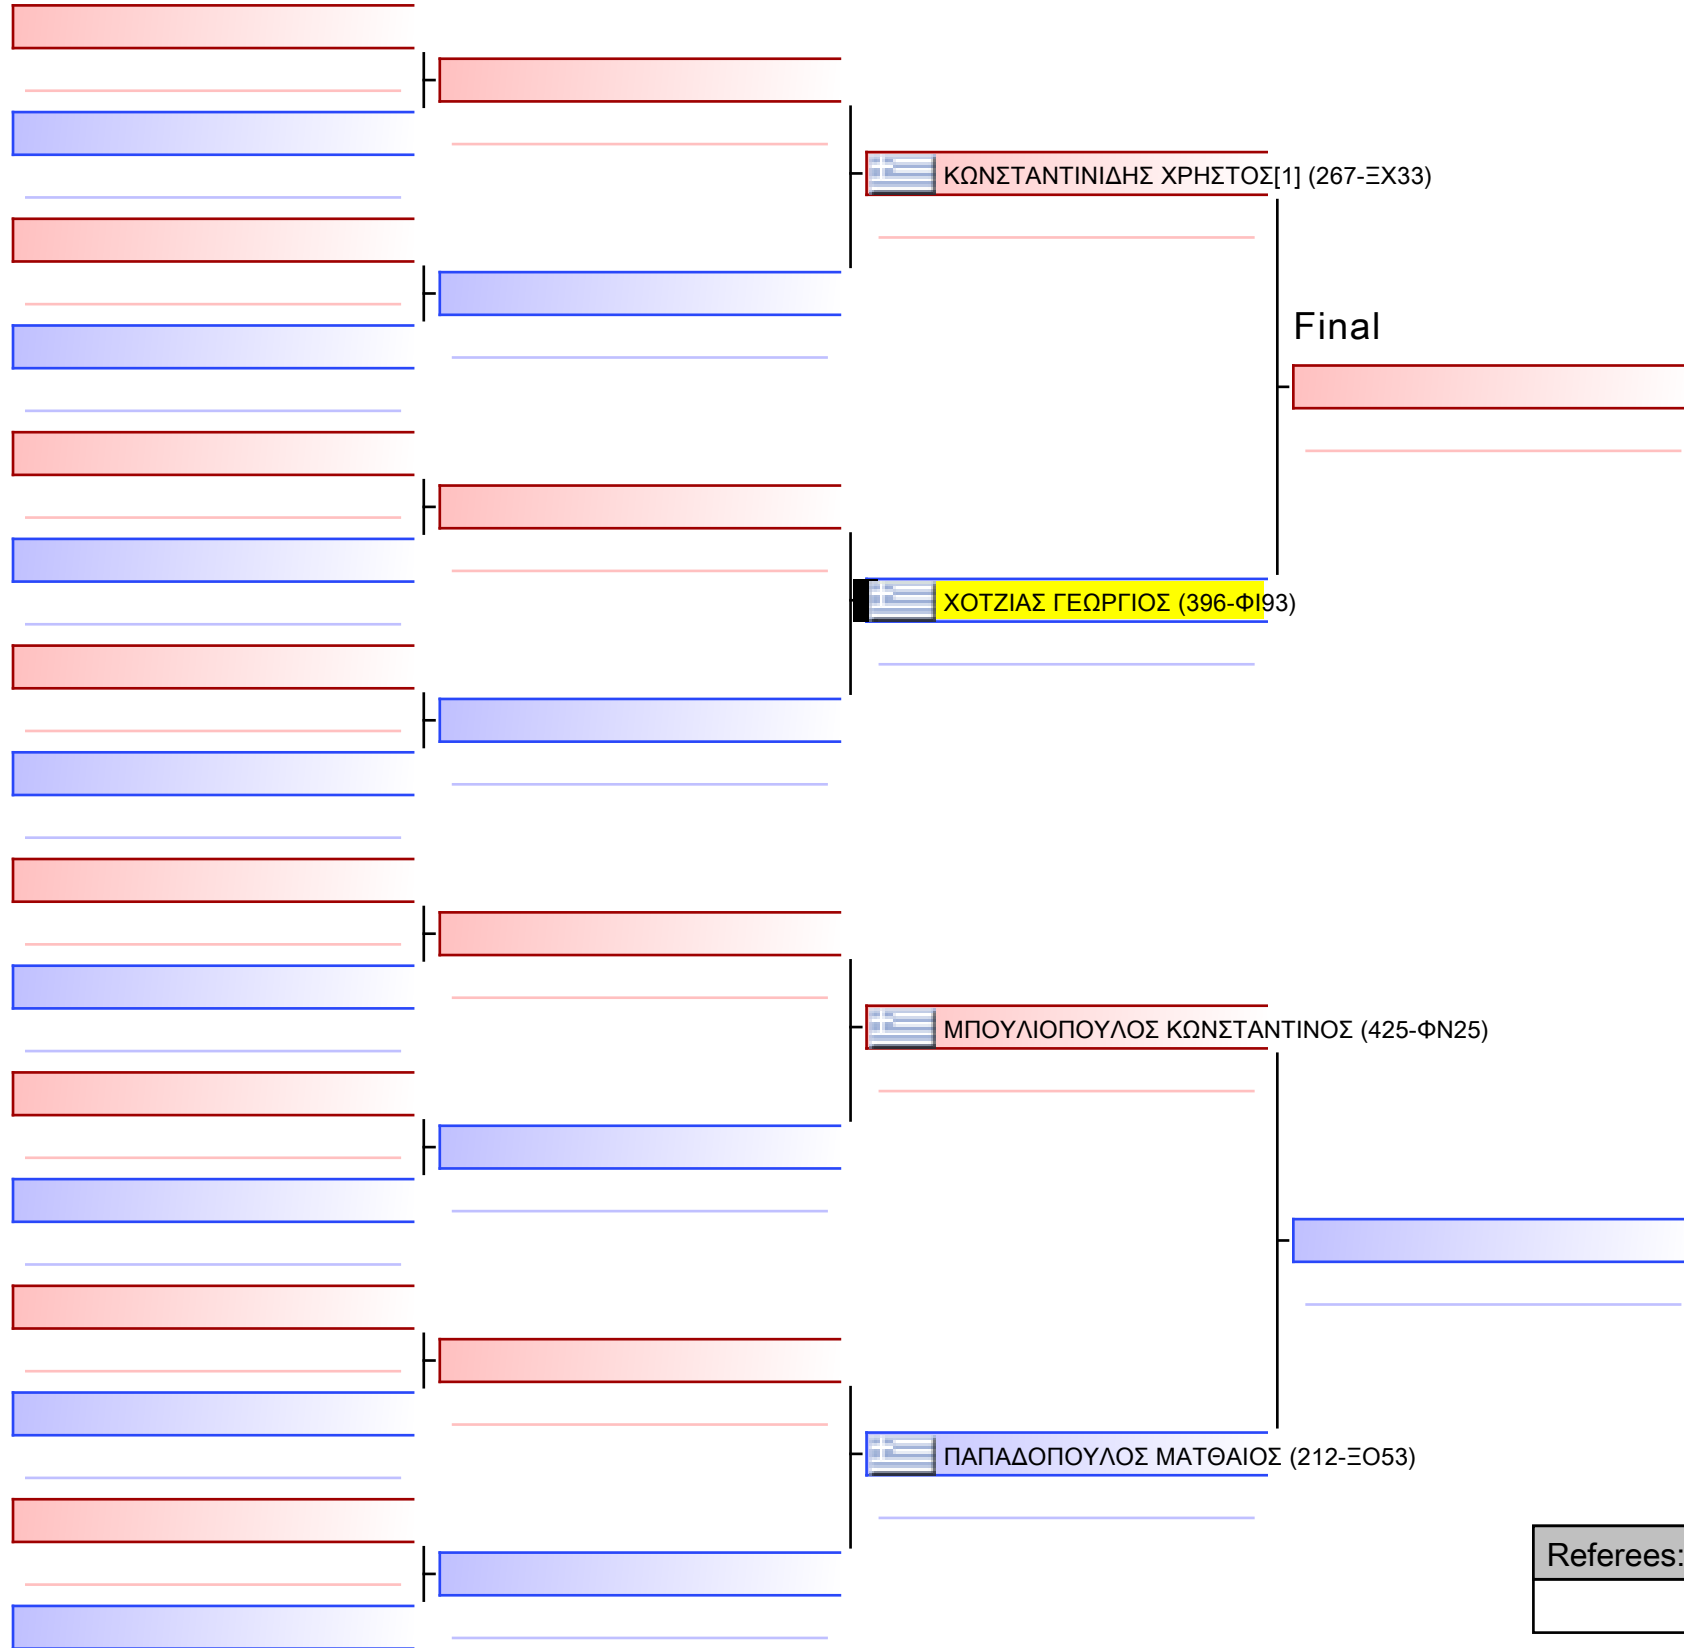 ΚΩΝΣΤΑΝΤΙΝΙΔΗΣ ΧΡΗΣΤΟΣ[1] (267-ΞΧ33)
Final
ΧΟΤΖΙΑΣ ΓΕΩΡΓΙΟΣ (396-ΦΙ93)
ΜΠΟΥΛΙΟΠΟΥΛΟΣ ΚΩΝΣΤΑΝΤΙΝΟΣ (425-ΦΝ25)
ΠΑΠΑΔΟΠΟΥΛΟΣ ΜΑΤΘΑΙΟΣ (212-ΞΟ53)
Referees: